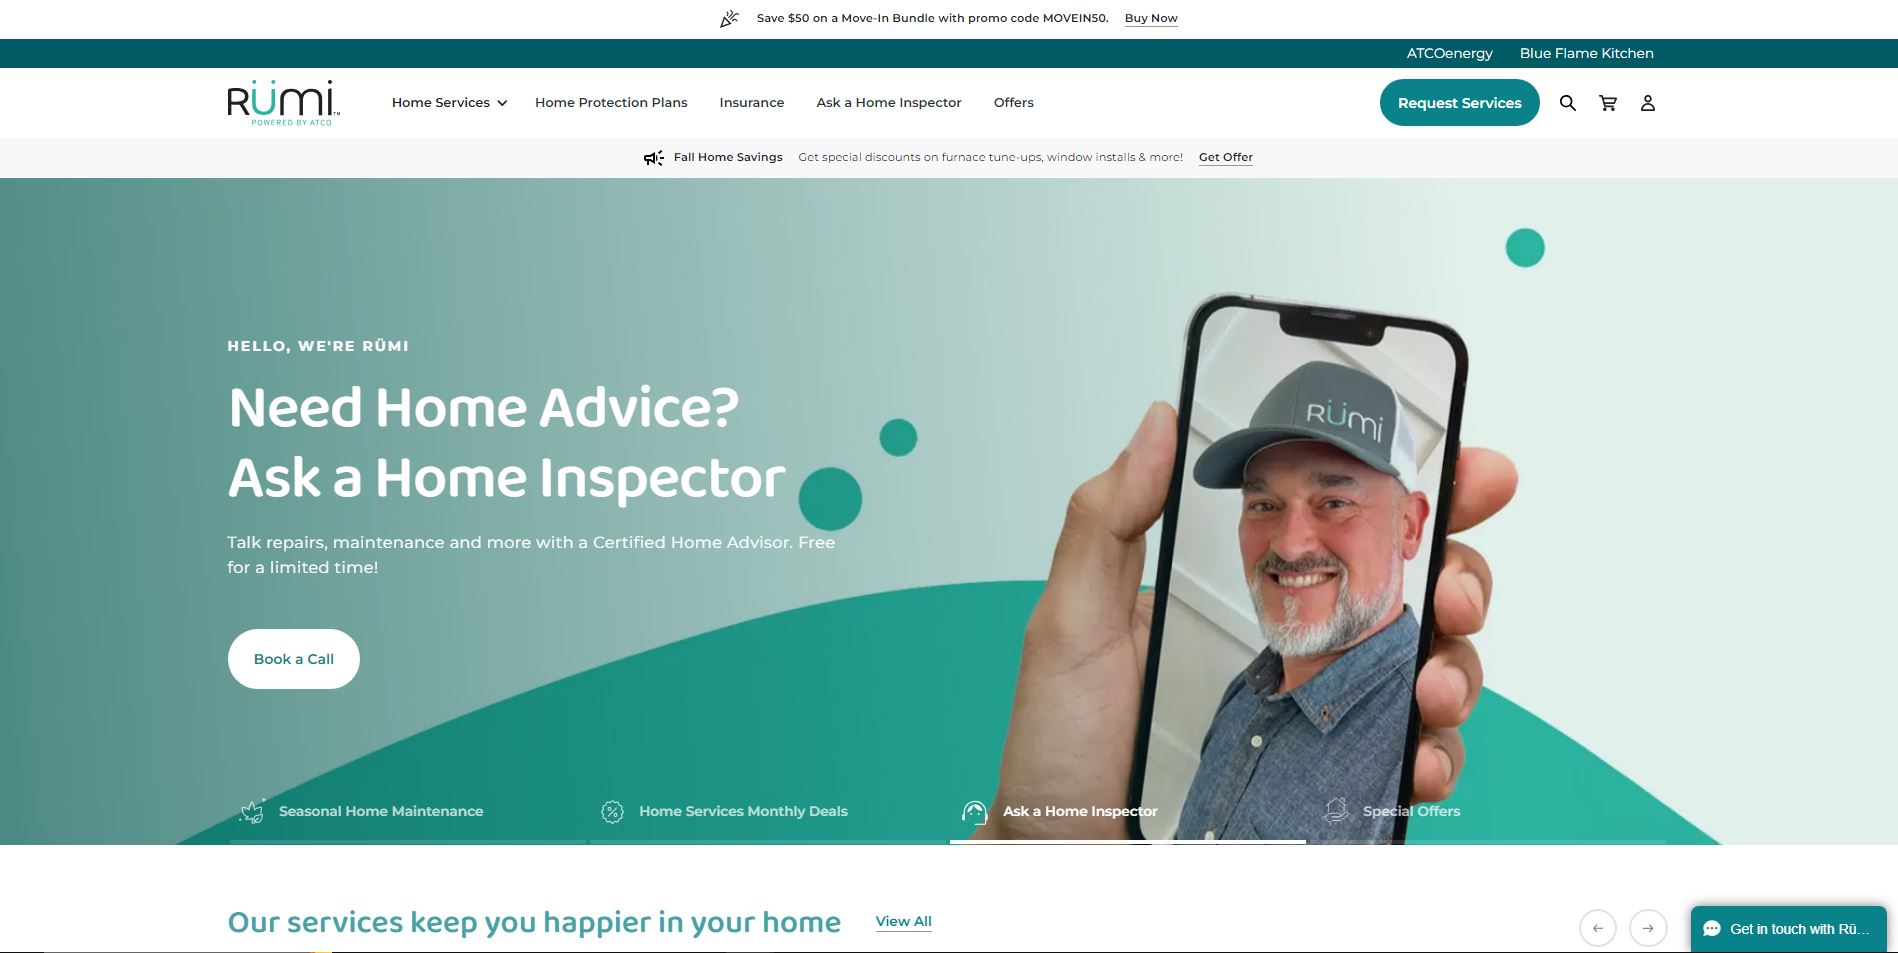 Save $50 on a Move-In Bundle with promo code MOVEIN50. Buy Now
ATCOenergy Blue Flame Kitchen
RÜMI™
POWERED BY ATCO
Home Services Home Protection Plans Insurance Ask a Home Inspector Offers Request Services
Fall Home Savings Get special discounts on furnace tune-ups, window installs & more! Get Offer
HELLO, WE'RE RÜMI
Need Home Advice?
Ask a Home Inspector
Talk repairs, maintenance and more with a Certified Home Advisor. Free
for a limited time!
Book a Call
RÜMI
Seasonal Home Maintenance Home Services Monthly Deals Ask a Home Inspector Special Offers
Our services keep you happier in your home View All
Get in touch with Rü...